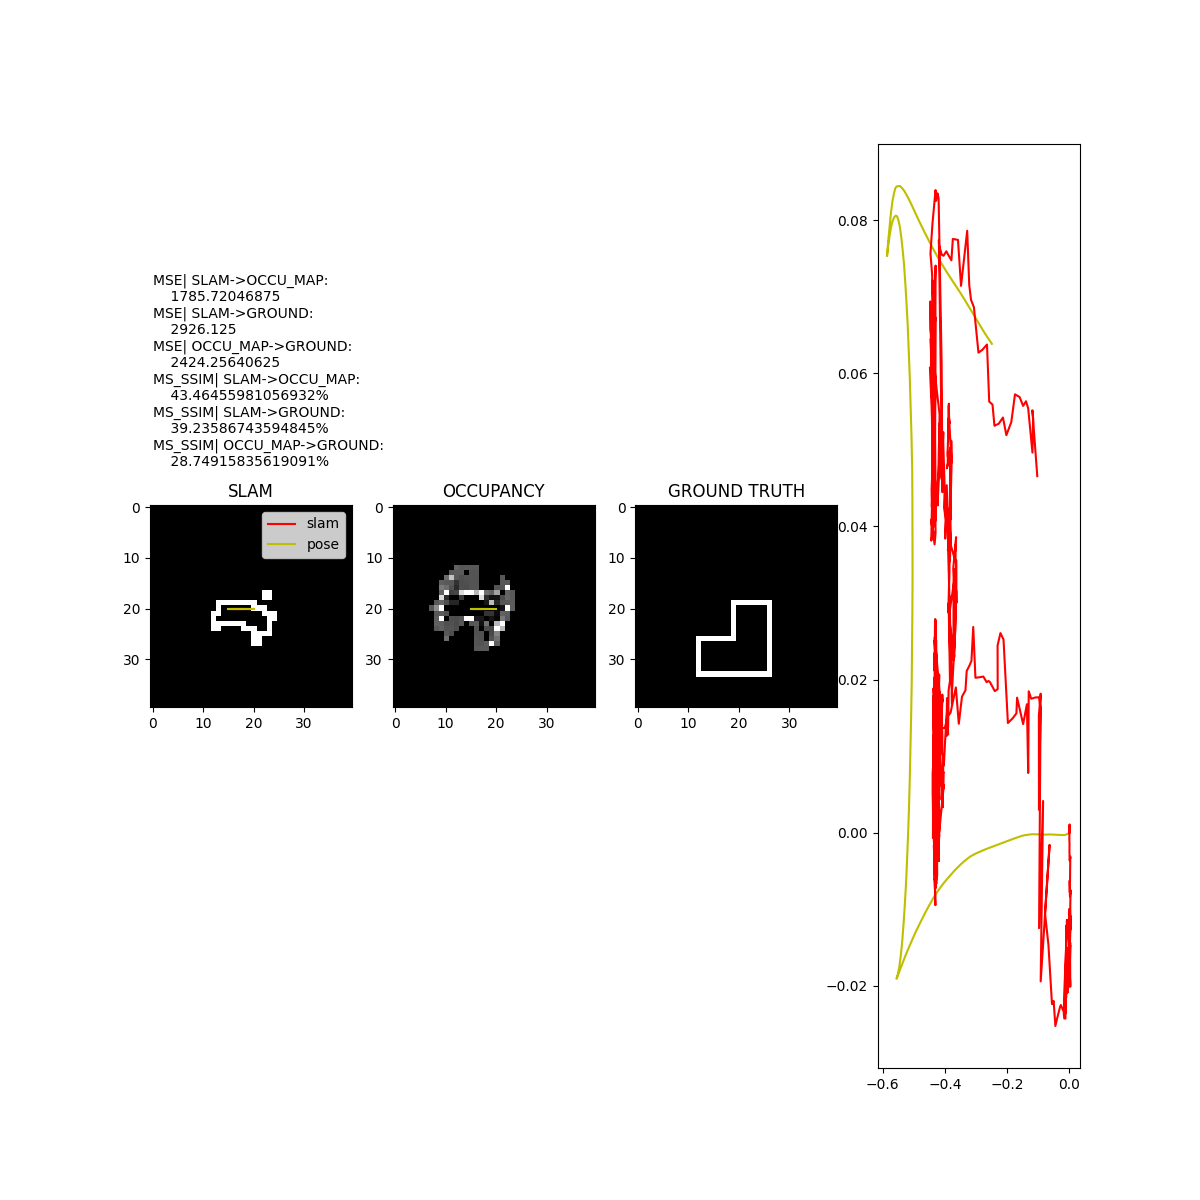 MSE| SLAM->OCCU_MAP:
1785.72046875
MSE| SLAM->GROUND:
2926.125
MSE| OCCU_MAP->GROUND:
2424.25640625
MS_SSIM| SLAM->OCCU_MAP:
43.46455981056932%
MS_SSIM| SLAM->GROUND:
39.23586743594845%
MS_SSIM| OCCU_MAP->GROUND:
28.74915835619091%
SLAM
slam
pose
0
10
20
30
0 10 20 30
OCCUPANCY
0
10
20
30
0 10 20 30
GROUND TRUTH
0
10
20
30
0 10 20 30
0.08
0.06
0.04
0.02
0.00
−0.02
−0.6 −0.4 −0.2 0.0